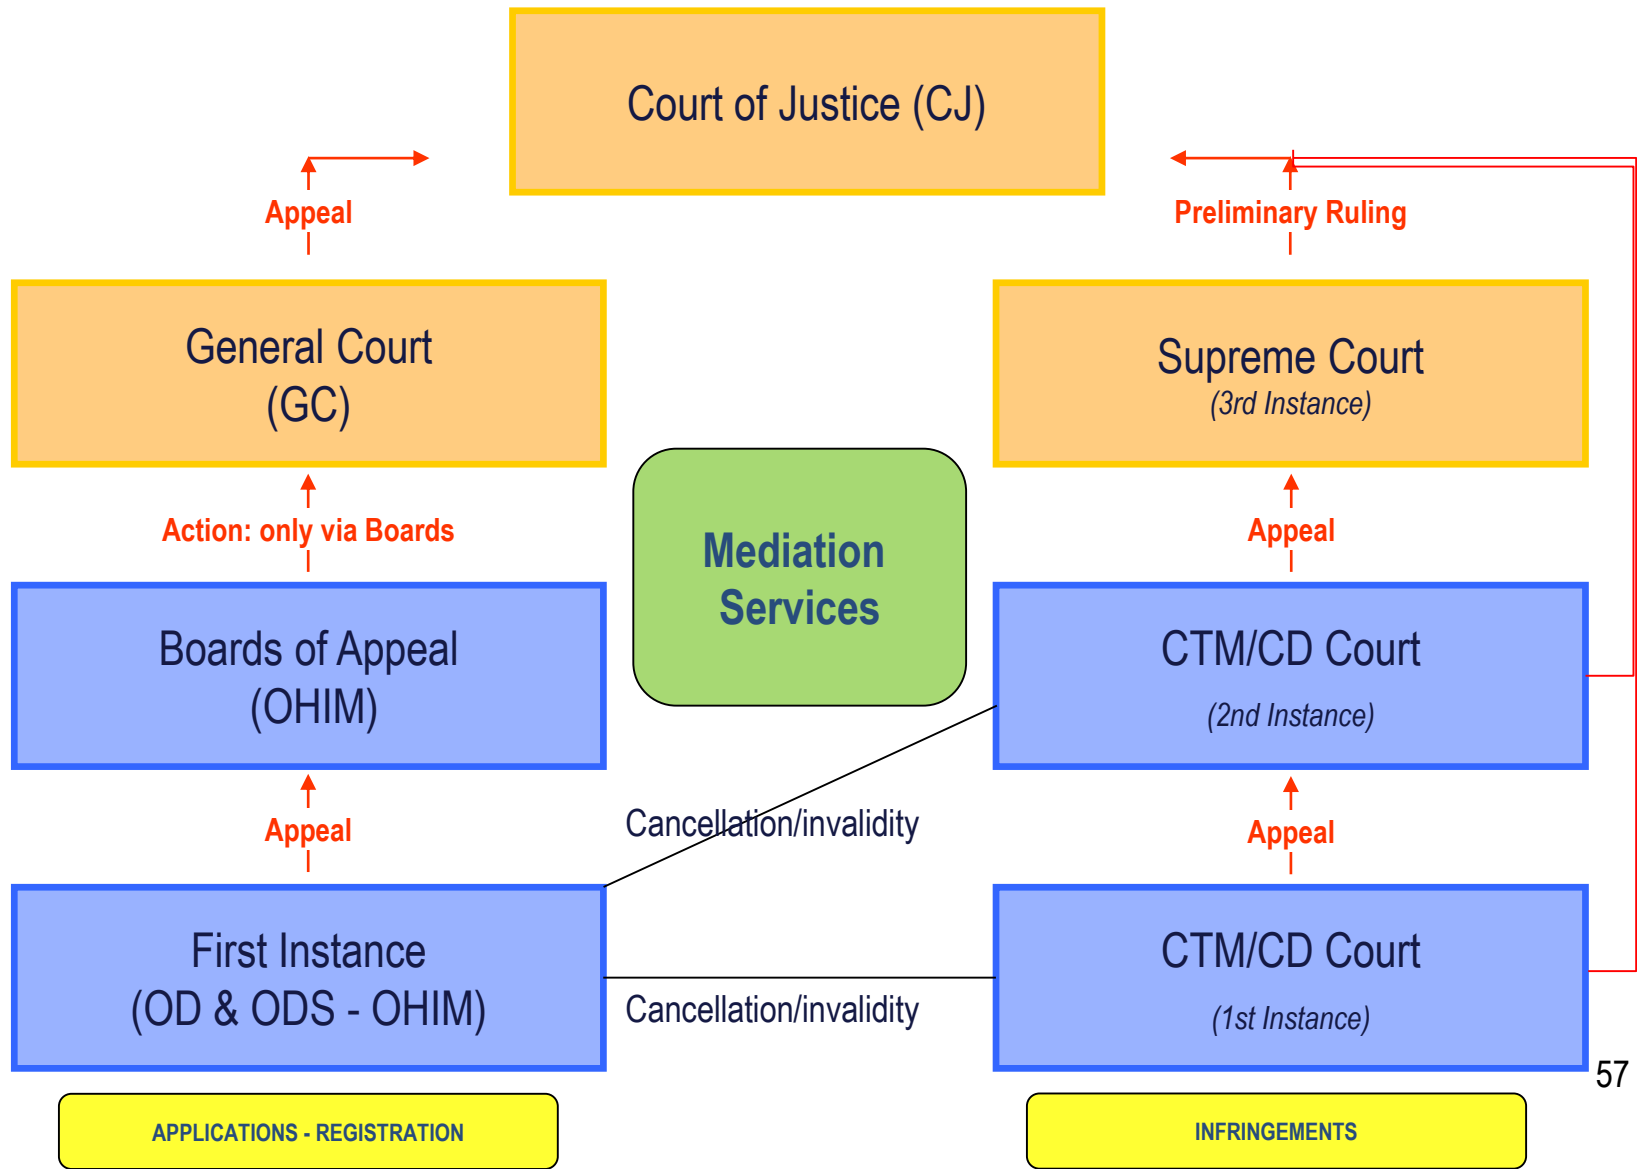 Court of Justice (CJ)
Appeal
Preliminary Ruling
General Court
(GC)
Supreme Court
(3rd Instance)
Action: only via Boards
Mediation
Services
Appeal
Boards of Appeal
(OHIM)
CTM/CD Court
(2nd Instance)
Appeal
Cancellation/invalidity
Appeal
First Instance
(OD & ODS - OHIM)
Cancellation/invalidity
CTM/CD Court
(1st Instance)
57
APPLICATIONS - REGISTRATION
INFRINGEMENTS